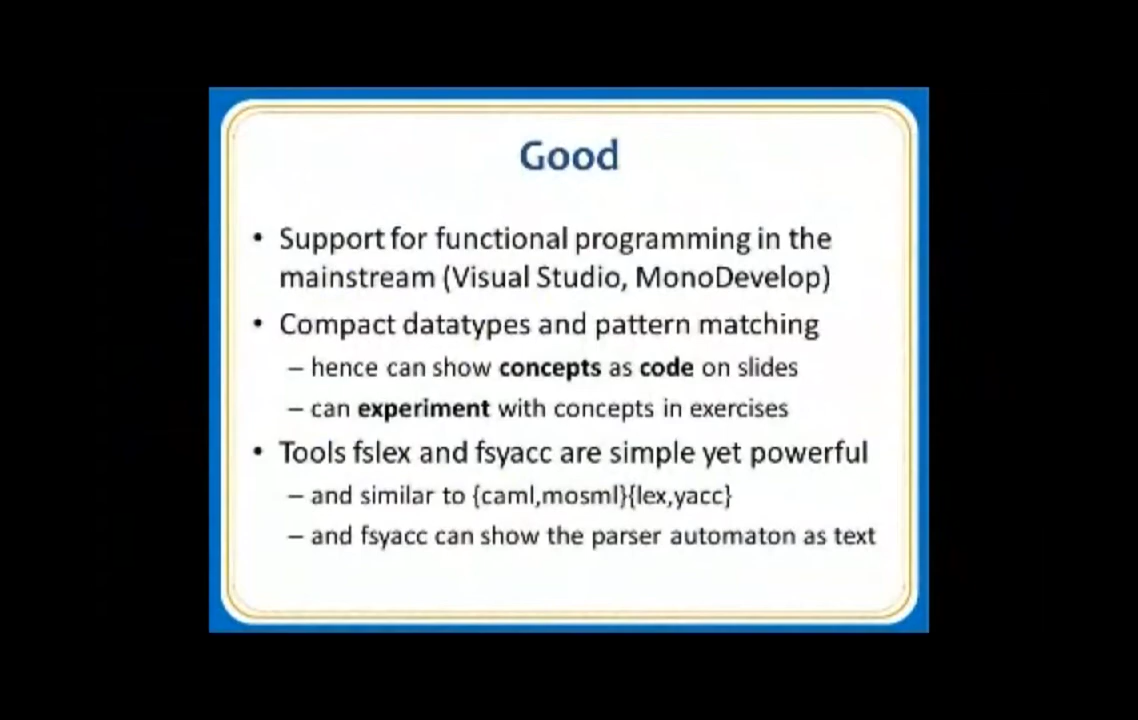 Good
• Support for functional programming in the
mainstream (Visual Studio, MonoDevelop)
• Compact datatypes and pattern matching
– hence can show concepts as code on slides
– can experiment with concepts in exercises
• Tools fslex and fsyacc are simple yet powerful
– and similar to {caml,mosml}{lex,yacc}
– and fsyacc can show the parser automaton as text